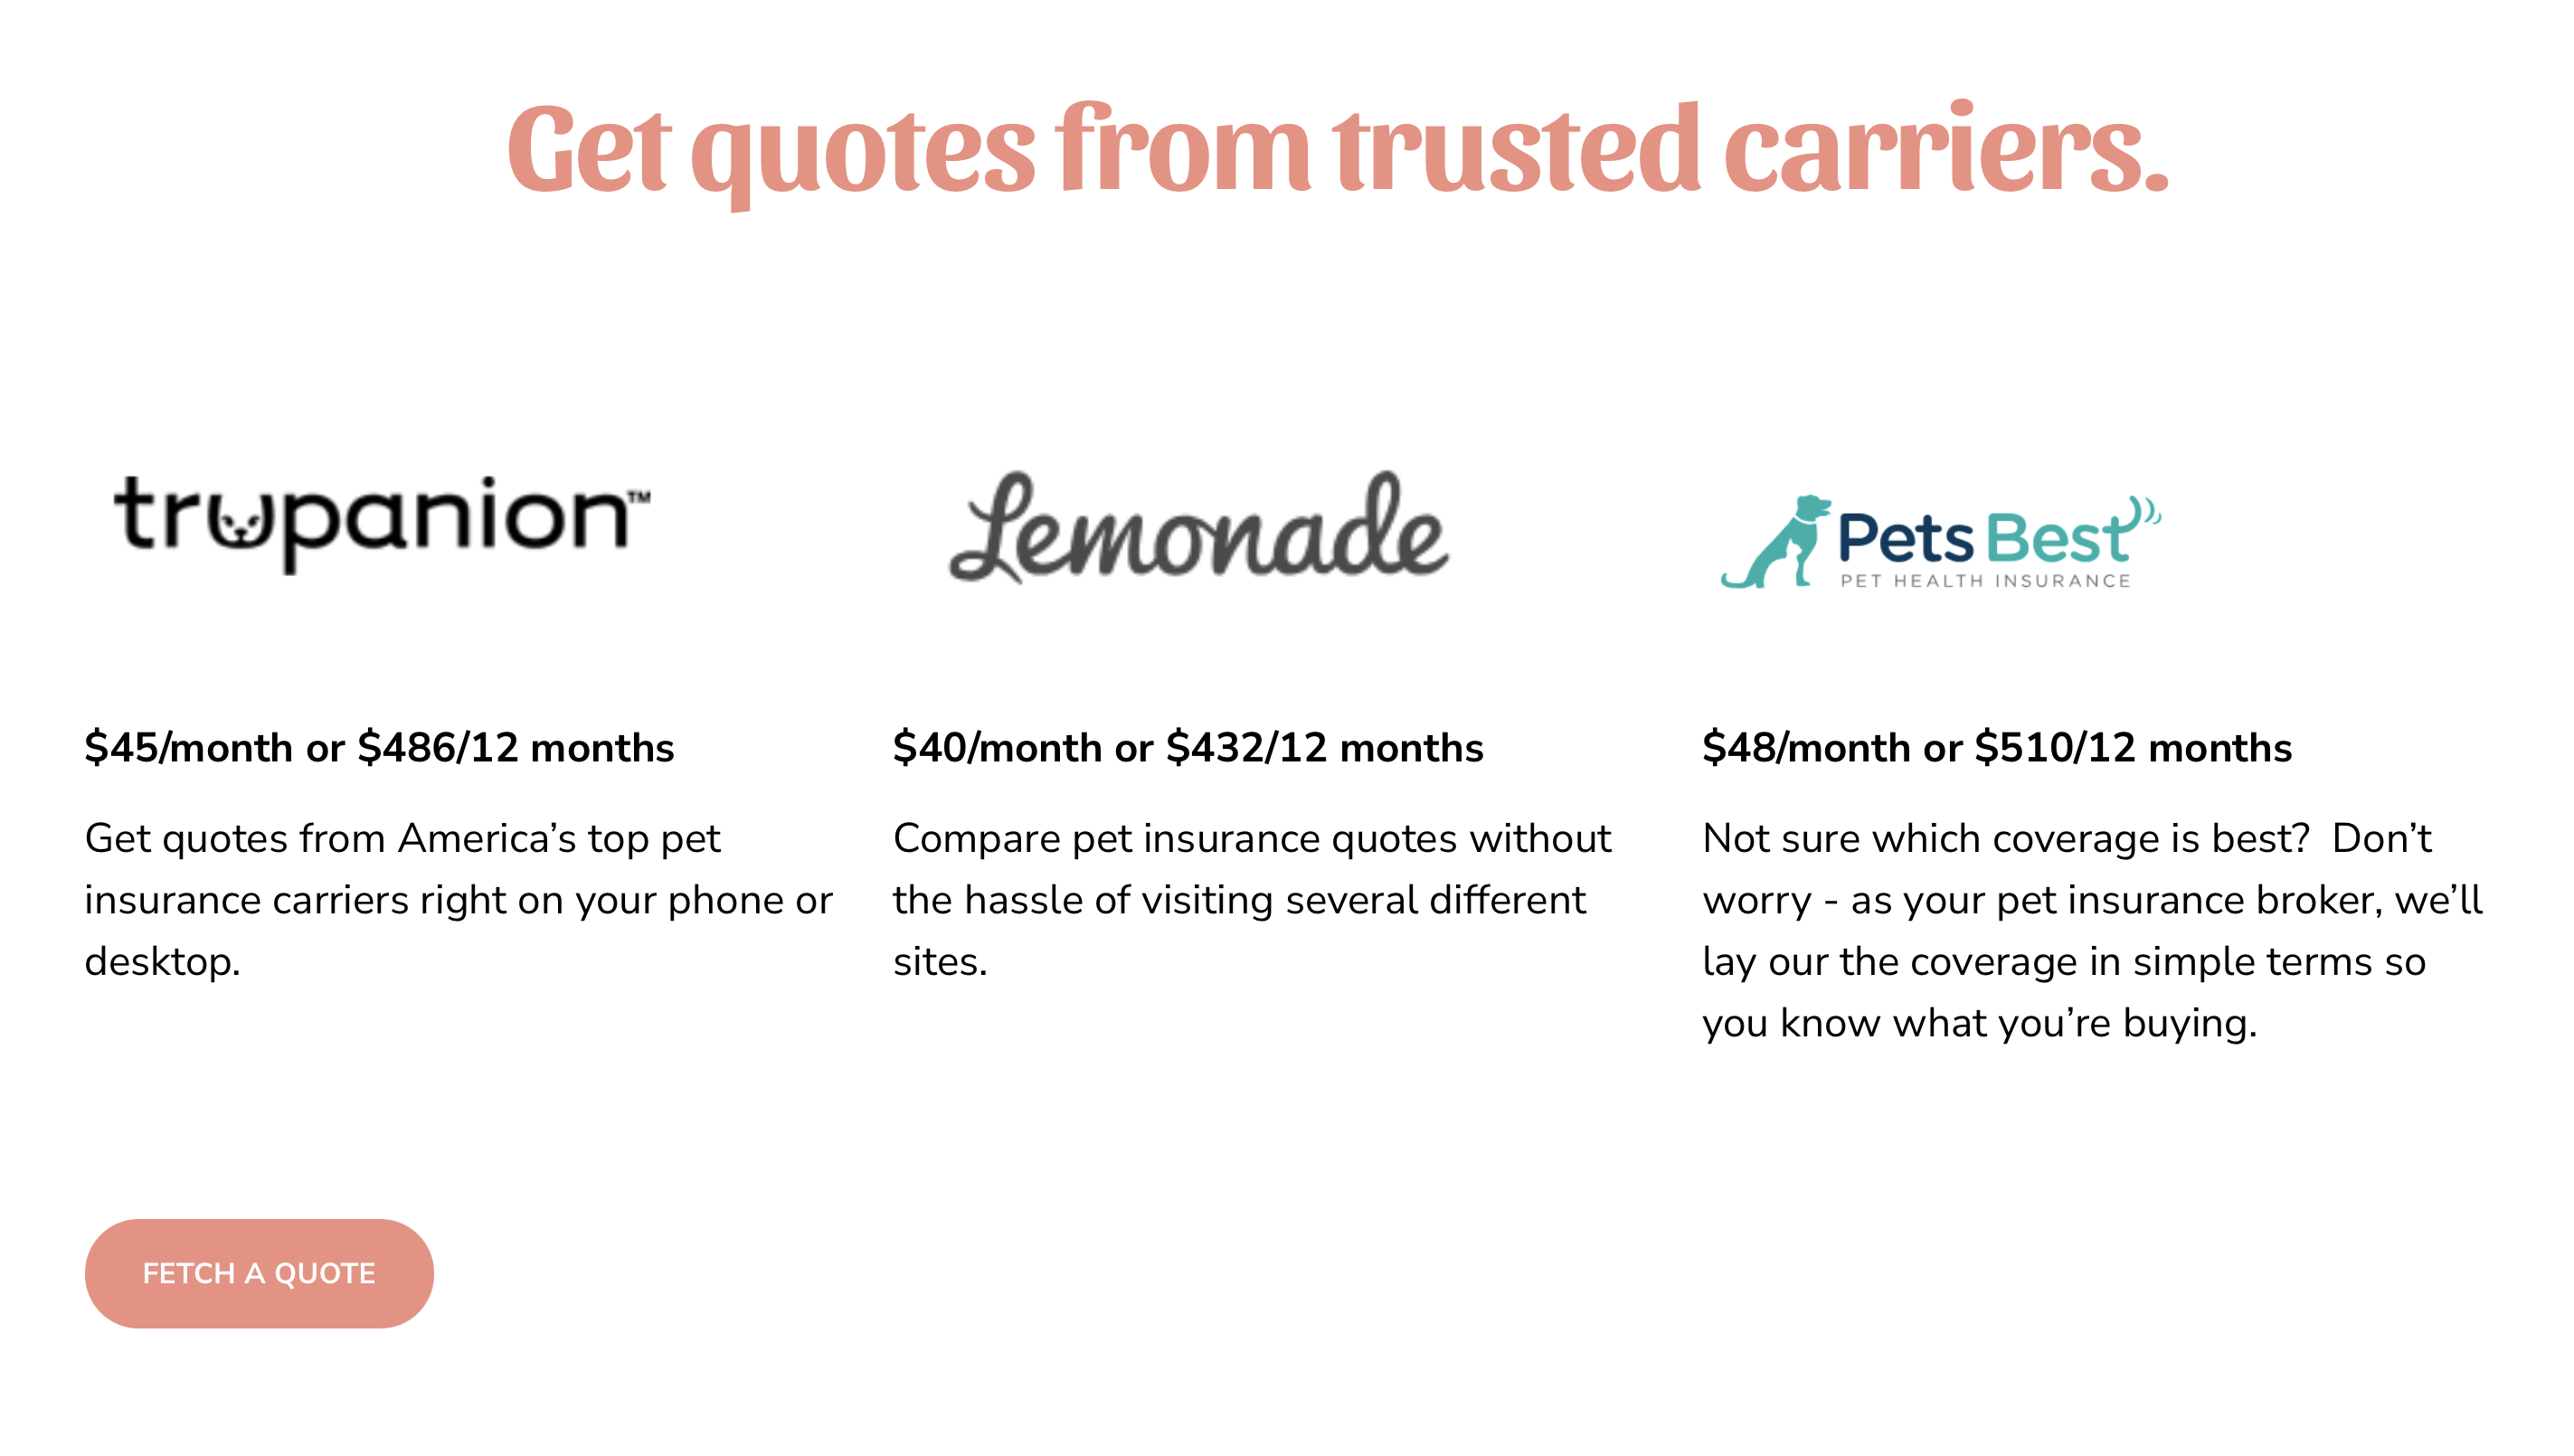 Get quotes from trusted carriers.
trupanion™
Lemonade
Pets Best
PET HEALTH INSURANCE
$45/month or $486/12 months
Get quotes from America’s top pet
insurance carriers right on your phone or
desktop.
$40/month or $432/12 months
Compare pet insurance quotes without
the hassle of visiting several different
sites.
$48/month or $510/12 months
Not sure which coverage is best?  Don’t
worry - as your pet insurance broker, we’ll
lay our the coverage in simple terms so
you know what you’re buying.
FETCH A QUOTE